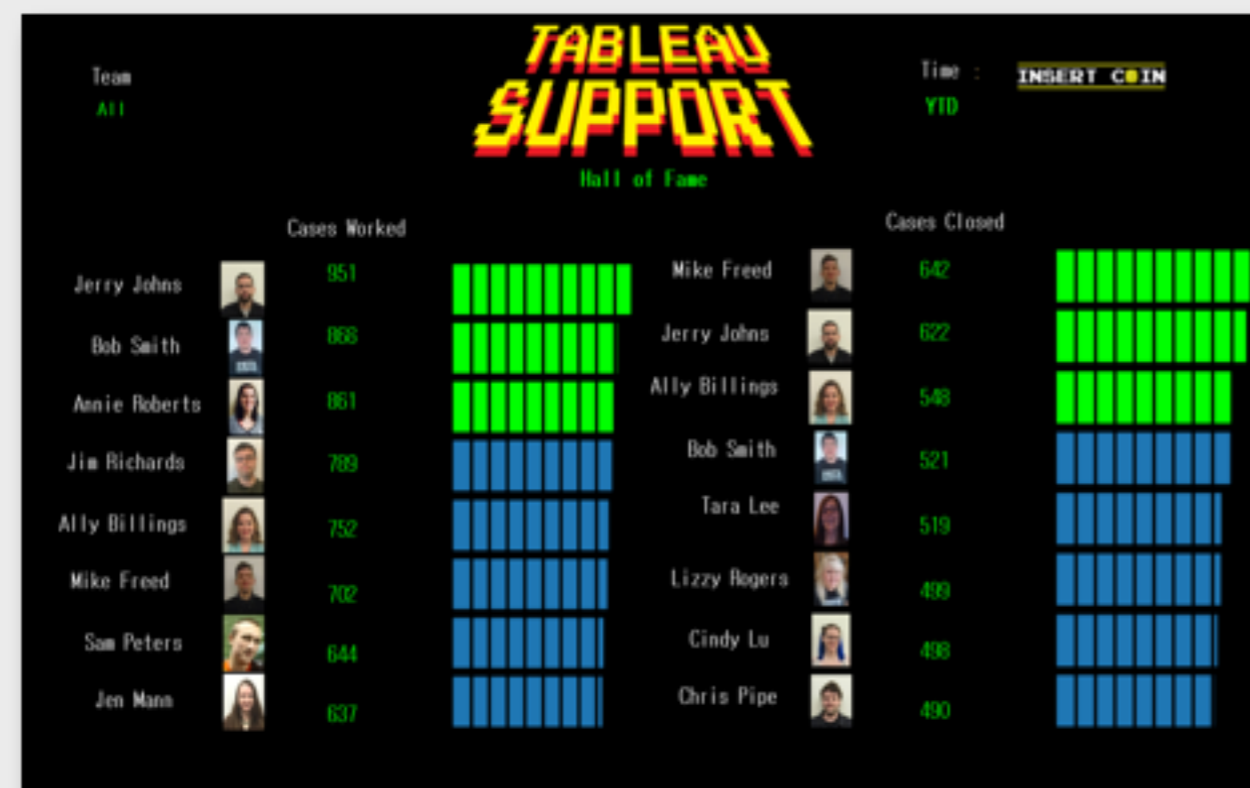 TABLEAU
SUPPORT
Hall of Fame
Team
All
Time :
YTD
INSERT COIN
Cases Worked
Jerry Johns 951
Bob Smith 868
Annie Roberts 861
Jim Richards 789
Ally Billings 752
Mike Freed 702
Sam Peters 644
Jen Mann 637
Cases Closed
Mike Freed 642
Jerry Johns 622
Ally Billings 548
Bob Smith 521
Tara Lee 519
Lizzy Rogers 499
Cindy Lu 498
Chris Pipe 490